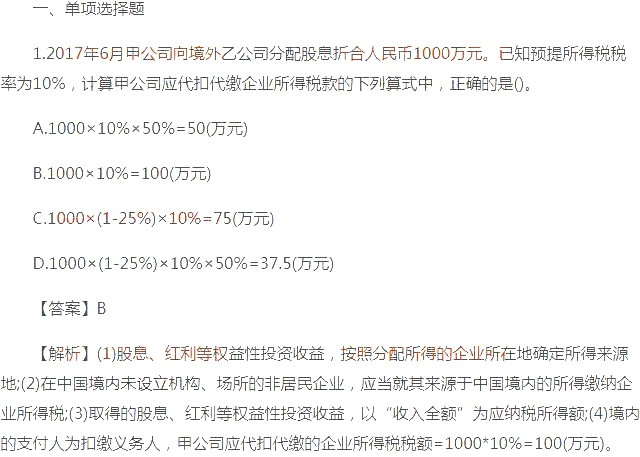 一、单项选择题
1.2017年6月甲公司向境外乙公司分配股息折合人民币1000万元。已知预提所得税税
率为10%，计算甲公司应代扣代缴企业所得税款的下列算式中，正确的是()。
A.1000×10%×50%=50(万元)
B.1000×10%=100(万元)
C.1000×(1-25%)×10%=75(万元)
D.1000×(1-25%)×10%×50%=37.5(万元)
【答案】B
【解析】(1)股息、红利等权益性投资收益，按照分配所得的企业所在地确定所得来源
地;(2)在中国境内未设立机构、场所的非居民企业，应当就其来源于中国境内的所得缴纳企
业所得税;(3)取得的股息、红利等权益性投资收益，以“收入全额”为应纳税所得额;(4)境内
的支付人为扣缴义务人，甲公司应代扣代缴的企业所得税税额=1000*10%=100(万元)。